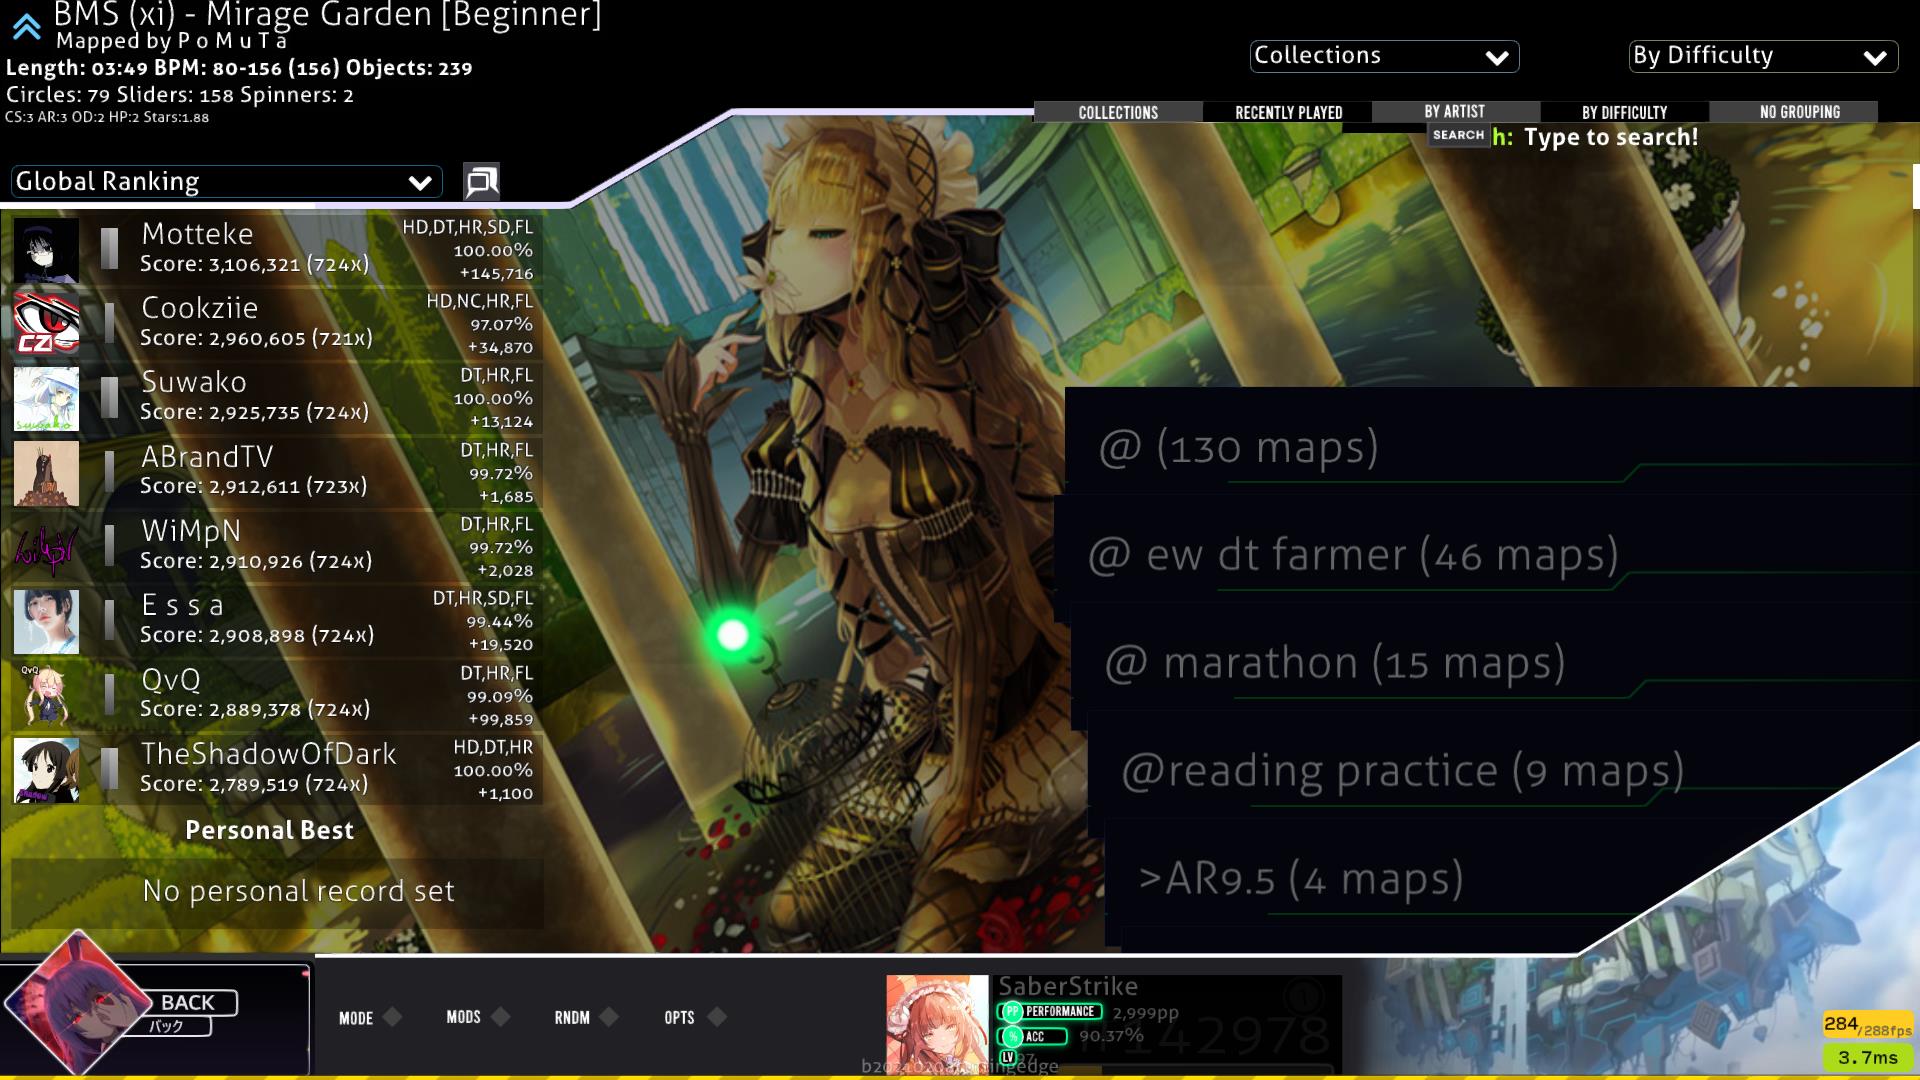 BMS (xi) - Mirage Garden [Beginner]
Mapped by P o M u T a
Length: 03:49 BPM: 80-156 (156) Objects: 239
Circles: 79 Sliders: 158 Spinners: 2
CS:3 AR:3 OD:2 HP:2 Stars:1.88
Collections
By Difficulty
COLLECTIONS
RECENTLY PLAYED
BY ARTIST
BY DIFFICULTY
NO GROUPING
SEARCH h: Type to search!
Global Ranking
Motteke
HD,DT,HR,SD,FL
100.00%
Score: 3,106,321 (724x)
+145,716
Cookziie
HD,NC,HR,FL
97.07%
Score: 2,960,605 (721x)
+34,870
CZ
Suwako
DT,HR,FL
100.00%
Score: 2,925,735 (724x)
+13,124
Suwako
ABrandTV
DT,HR,FL
99.72%
Score: 2,912,611 (723x)
+1,685
WiMpN
DT,HR,FL
99.72%
Score: 2,910,926 (724x)
+2,028
E s s a
DT,HR,SD,FL
99.44%
Score: 2,908,898 (724x)
+19,520
QvQ
QvQ
DT,HR,FL
99.09%
Score: 2,889,378 (724x)
+99,859
TheShadowOfDark
HD,DT,HR
100.00%
Score: 2,789,519 (724x)
+1,100
Personal Best
No personal record set
@ (130 maps)
@ ew dt farmer (46 maps)
@ marathon (15 maps)
@reading practice (9 maps)
>AR9.5 (4 maps)
BACK
バック
MODE
MODS
RNDM
OPTS
SaberStrike
PP PERFORMANCE 2,999pp
% ACC 90.37%
LV 97
#142978
284/288fps
3.7ms